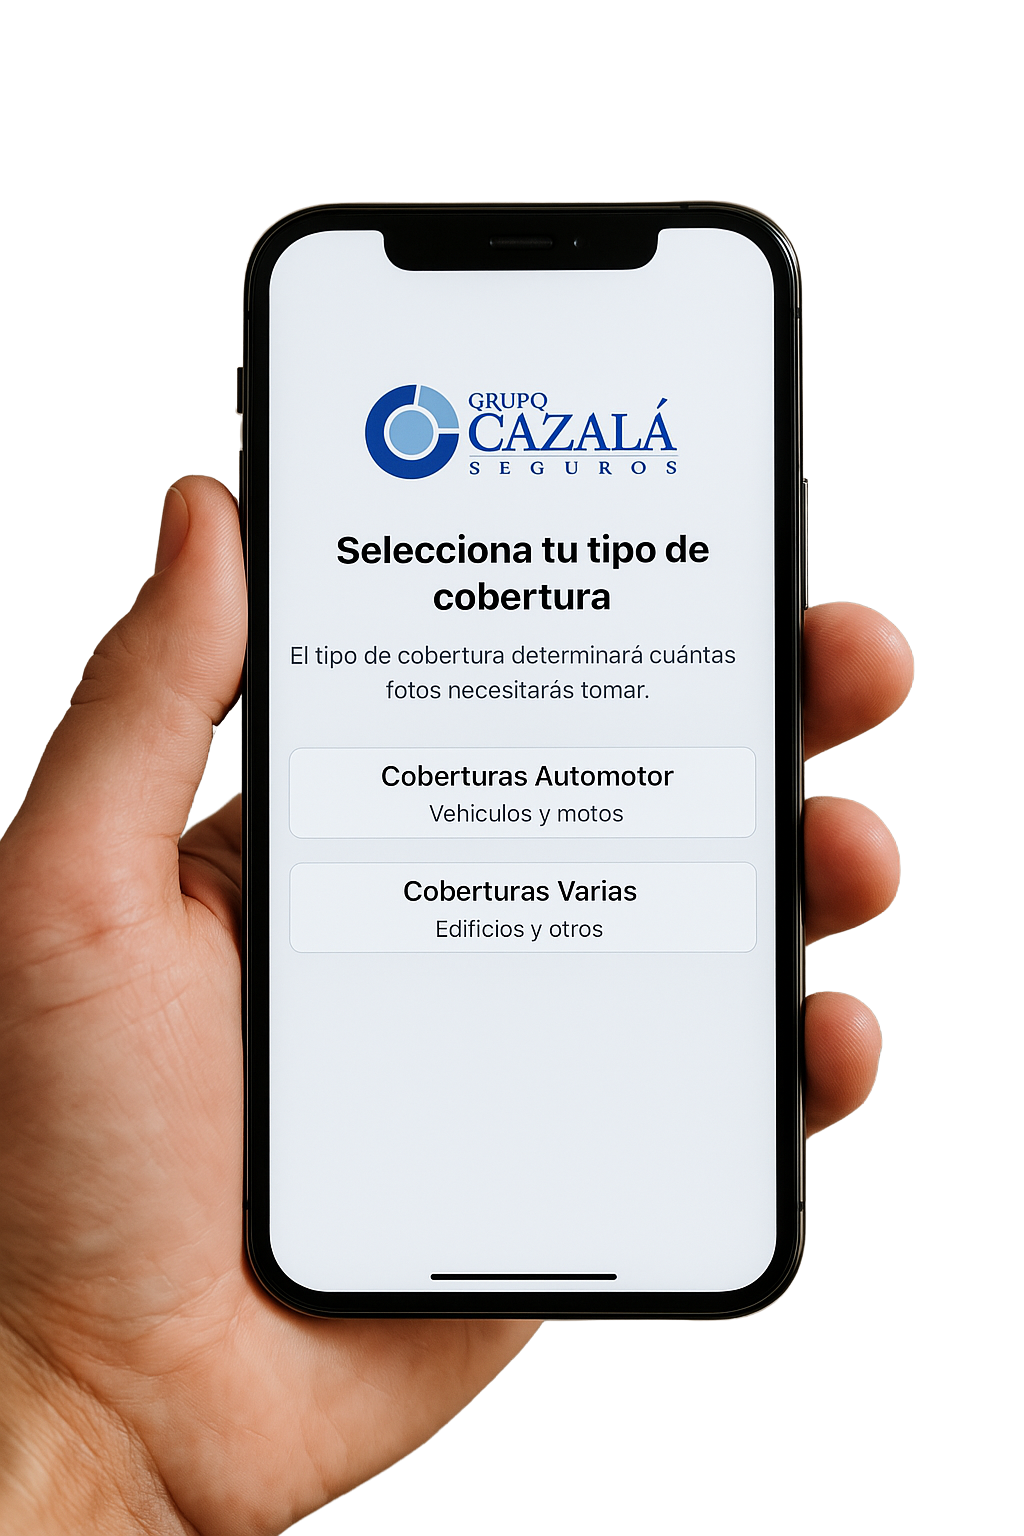 GRUPO
CAZALÁ
SEGUROS
Selecciona tu tipo de
cobertura
El tipo de cobertura determinará cuántas
fotos necesitarás tomar.
Coberturas Automotor
Vehiculos y motos
Coberturas Varias
Edificios y otros